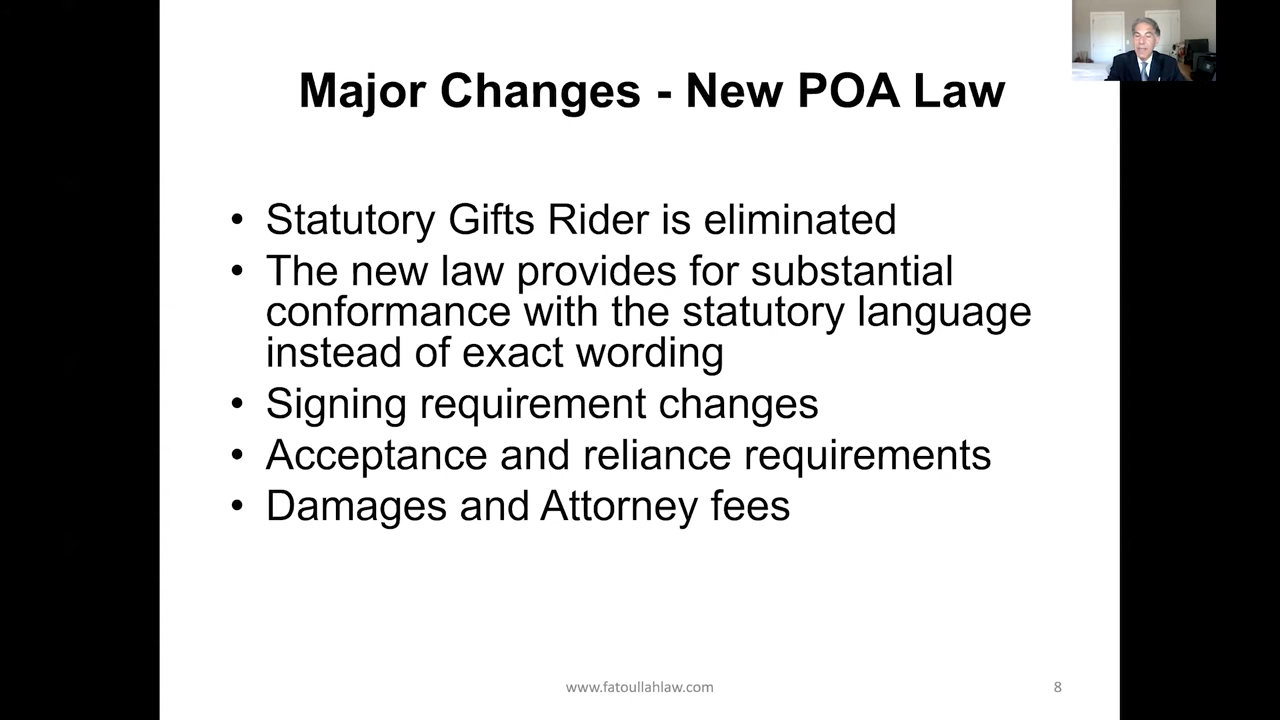 Major Changes - New POA Law
• Statutory Gifts Rider is eliminated
• The new law provides for substantial
conformance with the statutory language
instead of exact wording
• Signing requirement changes
• Acceptance and reliance requirements
• Damages and Attorney fees
www.fatoullahlaw.com
8